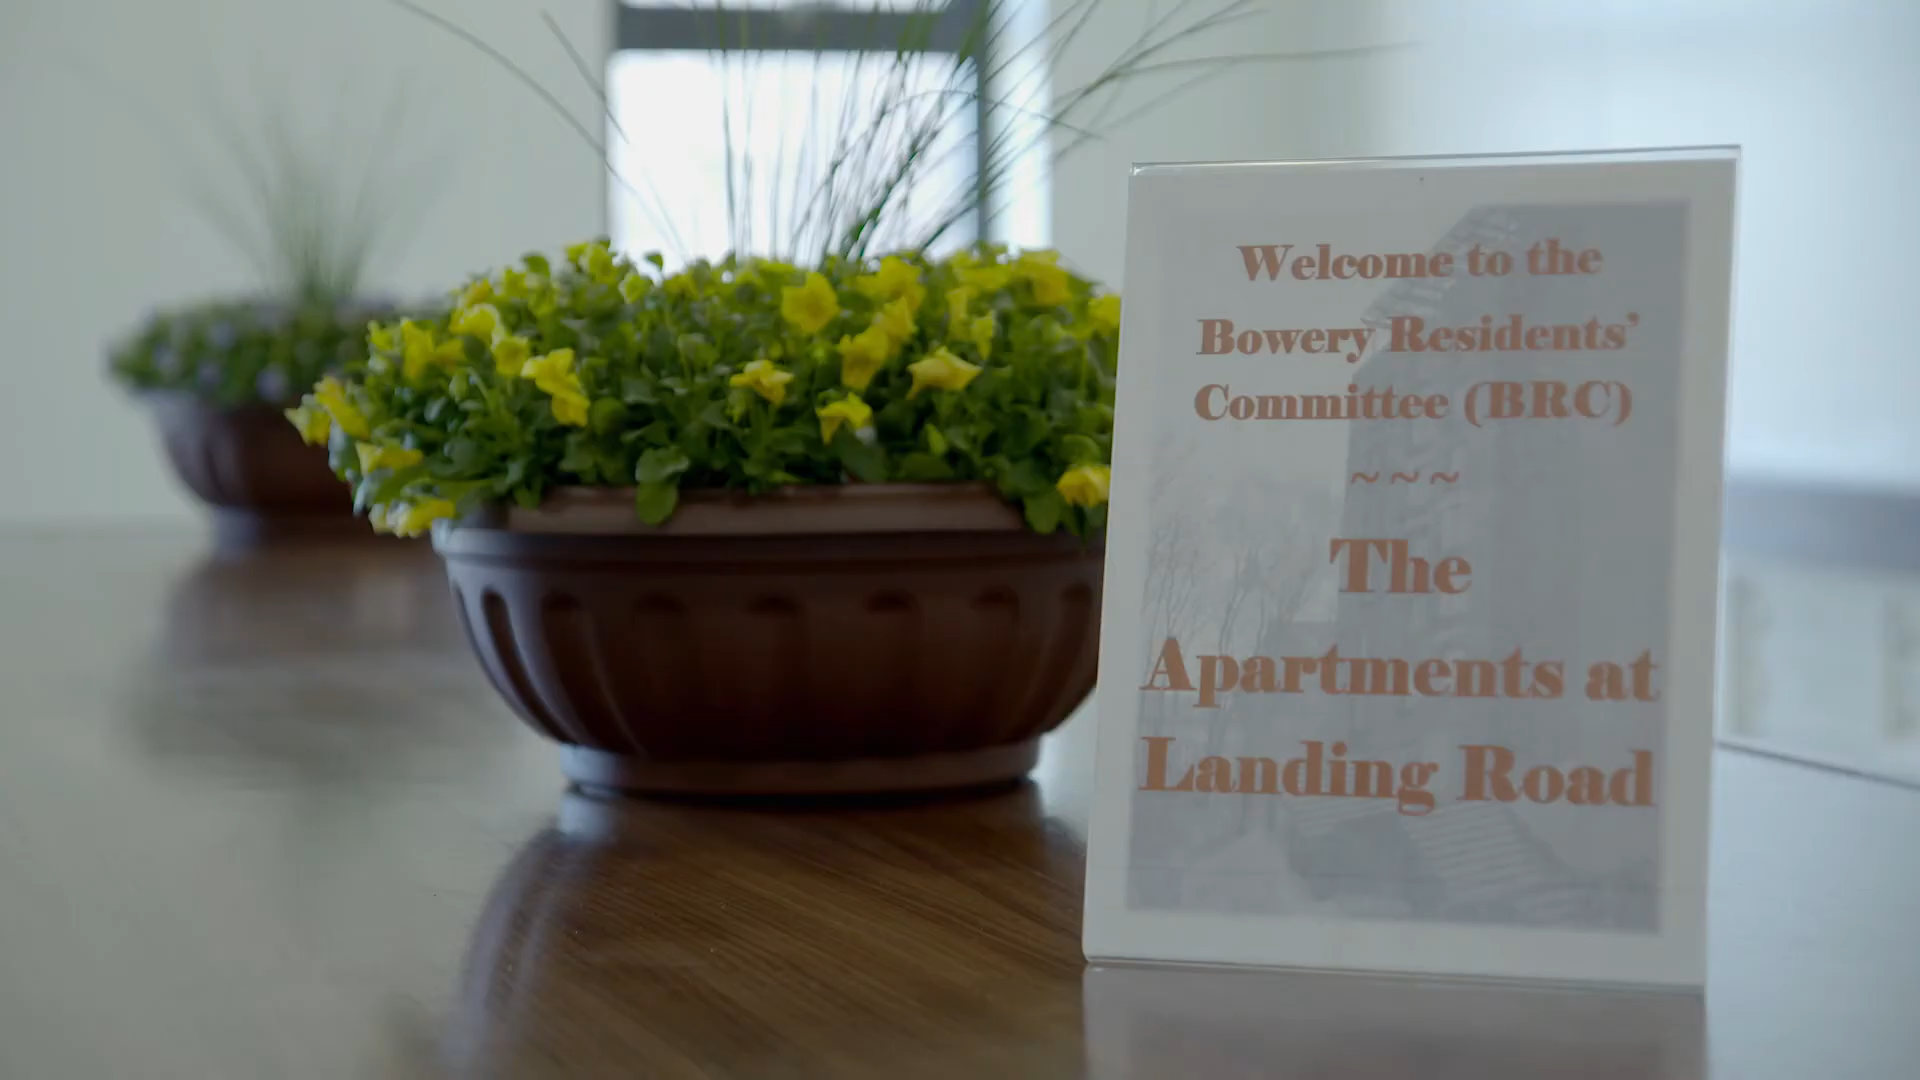 Welcome to the
Bowery Residents'
Committee (BRC)
~ ~ ~
The
Apartments at
Landing Road